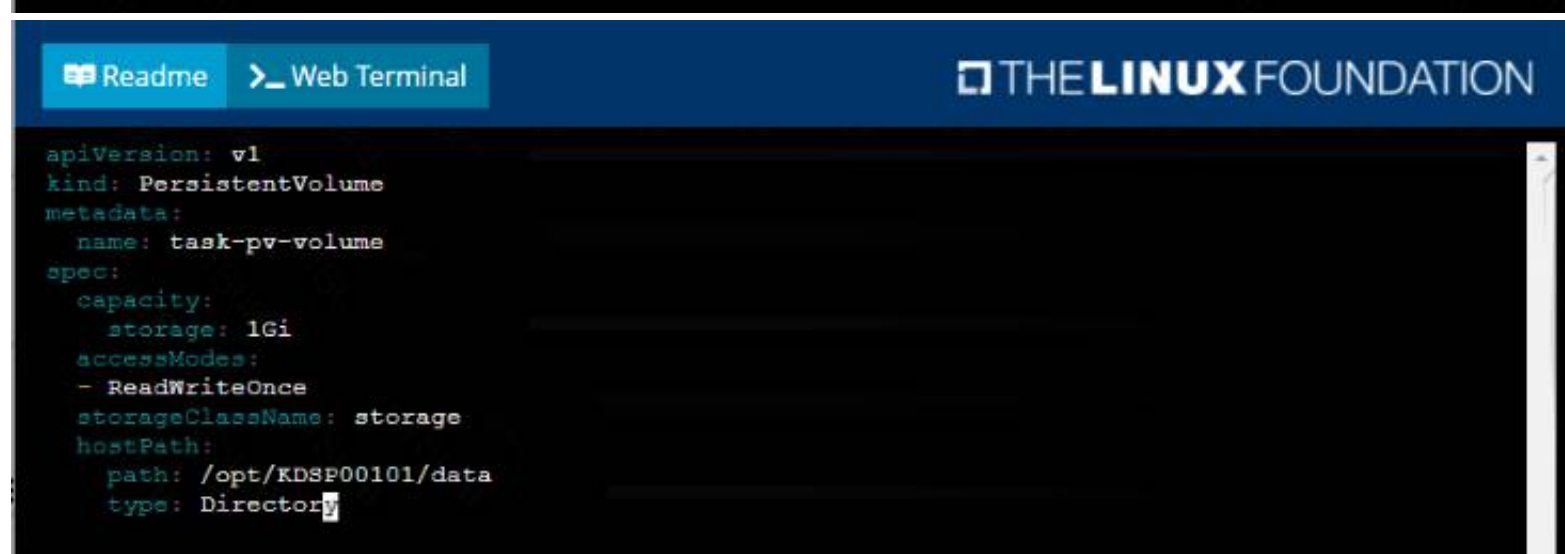 Readme >_ Web Terminal THE LINUX FOUNDATION
apiVersion: v1
kind: PersistentVolume
metadata:
  name: task-pv-volume
spec:
  capacity:
    storage: 1Gi
  accessModes:
  - ReadWriteOnce
  storageClassName: storage
  hostPath:
    path: /opt/KDSP00101/data
    type: Directory